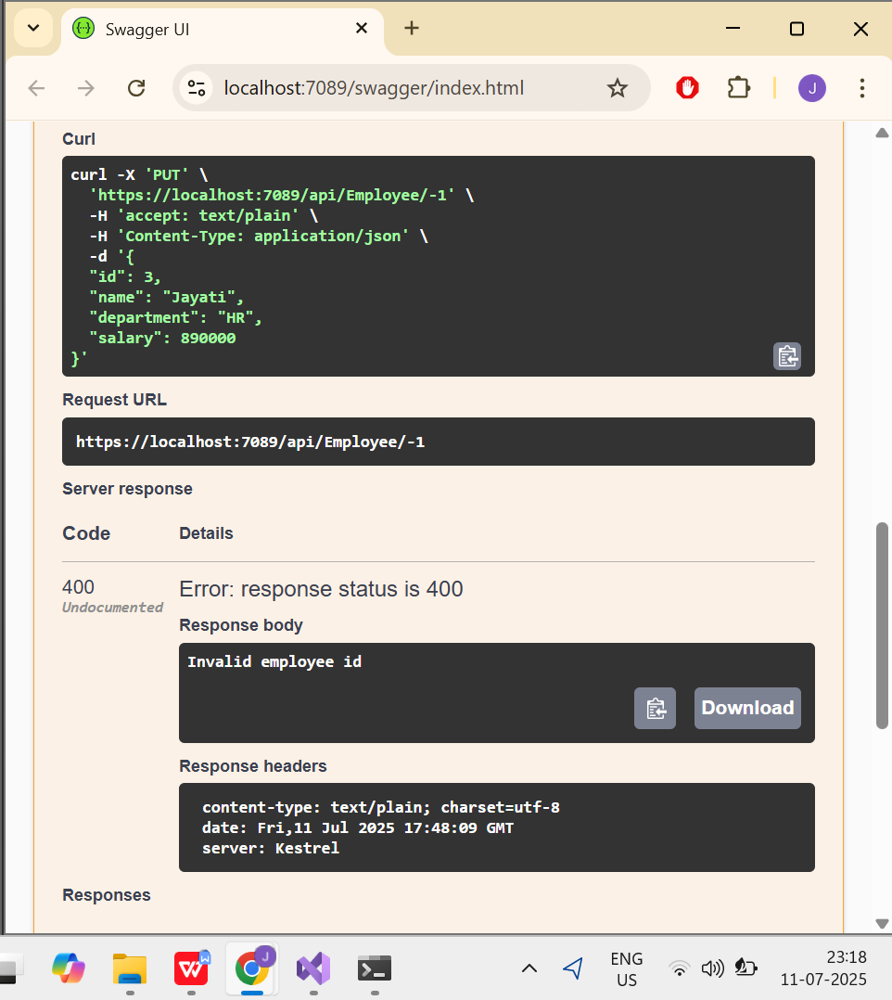 Swagger UI
localhost:7089/swagger/index.html
J
Curl
curl -X 'PUT' \
  'https://localhost:7089/api/Employee/-1' \
  -H 'accept: text/plain' \
  -H 'Content-Type: application/json' \
  -d '{
  "id": 3,
  "name": "Jayati",
  "department": "HR",
  "salary": 890000
}'
Request URL
https://localhost:7089/api/Employee/-1
Server response
Code Details
400 Error: response status is 400
Undocumented
Response body
Invalid employee id
Download
Response headers
content-type: text/plain; charset=utf-8
date: Fri,11 Jul 2025 17:48:09 GMT
server: Kestrel
Responses
W
W
J
ENG
US
23:18
11-07-2025